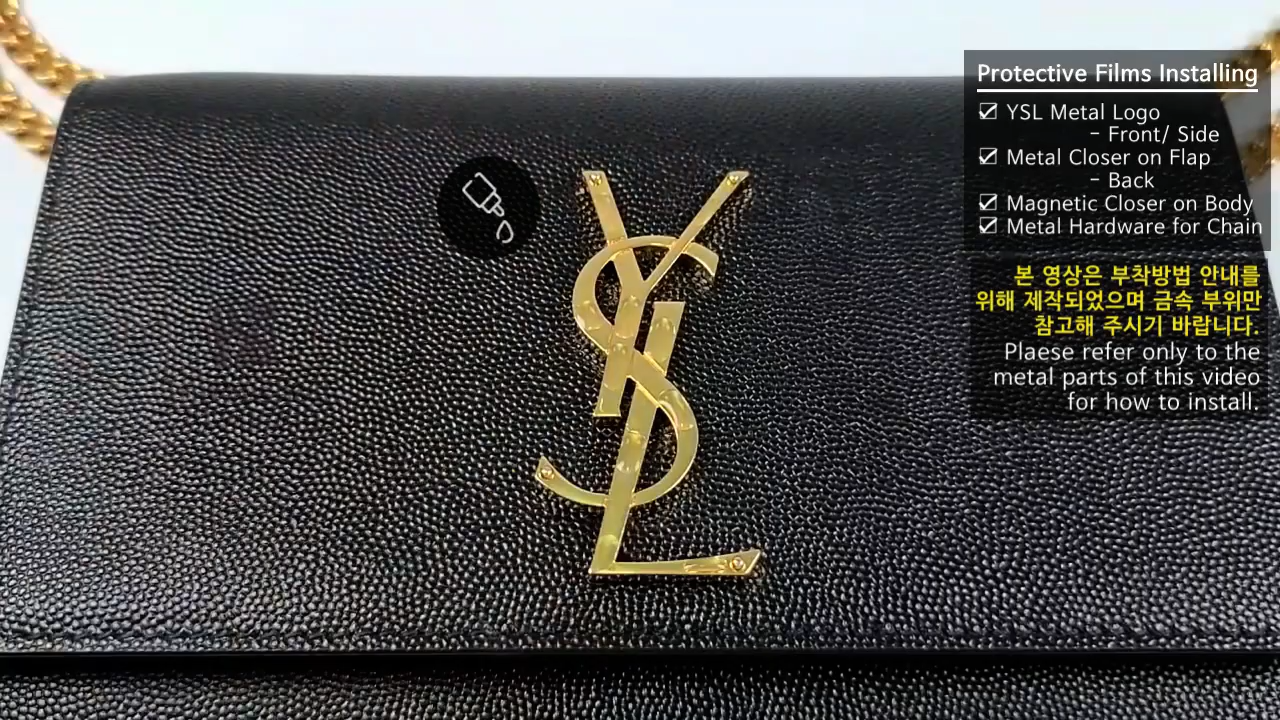 YSL
Protective Films Installing
☑ YSL Metal Logo
- Front/ Side
☑ Metal Closer on Flap
- Back
☑ Magnetic Closer on Body
☑ Metal Hardware for Chain
본 영상은 부착방법 안내를
위해 제작되었으며 금속 부위만
참고해 주시기 바랍니다.
Plaese refer only to the
metal parts of this video
for how to install.